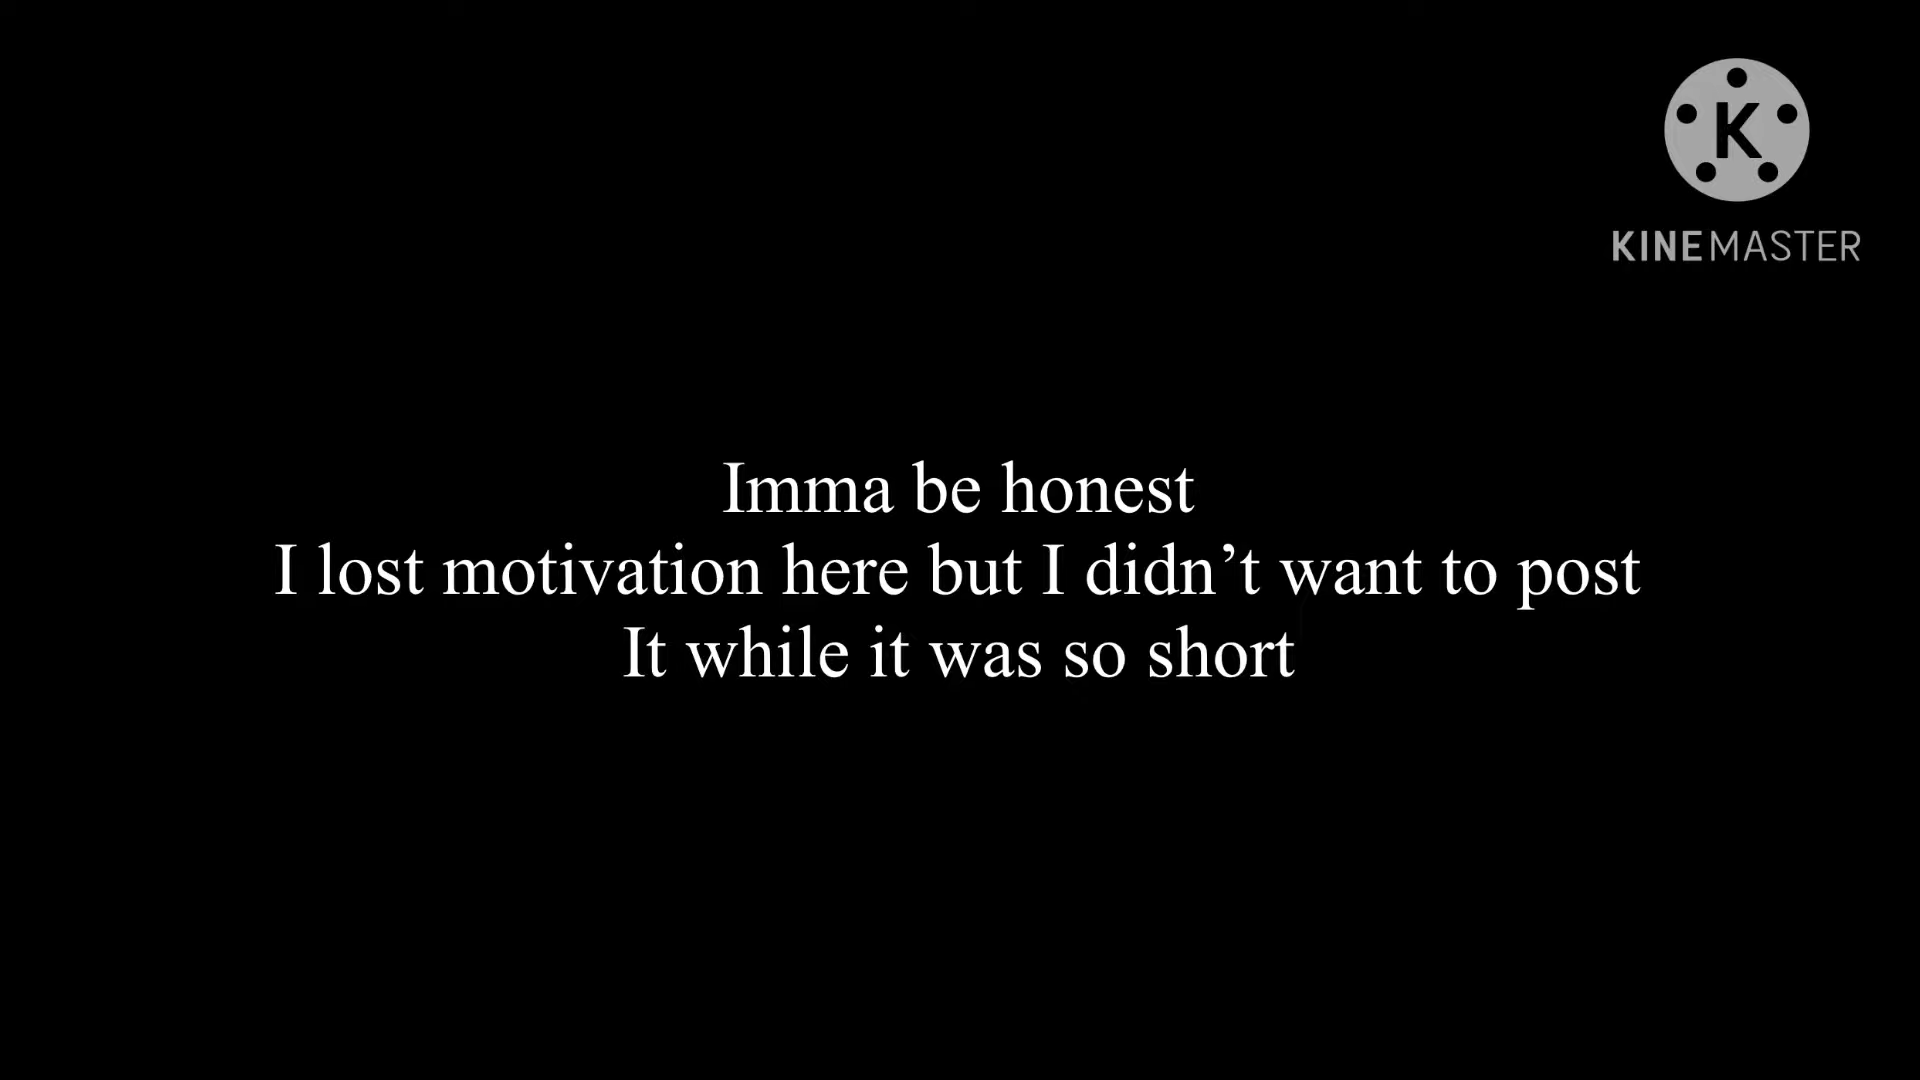 K
KINEMASTER
Imma be honest
I lost motivation here but I didn’t want to post
It while it was so short